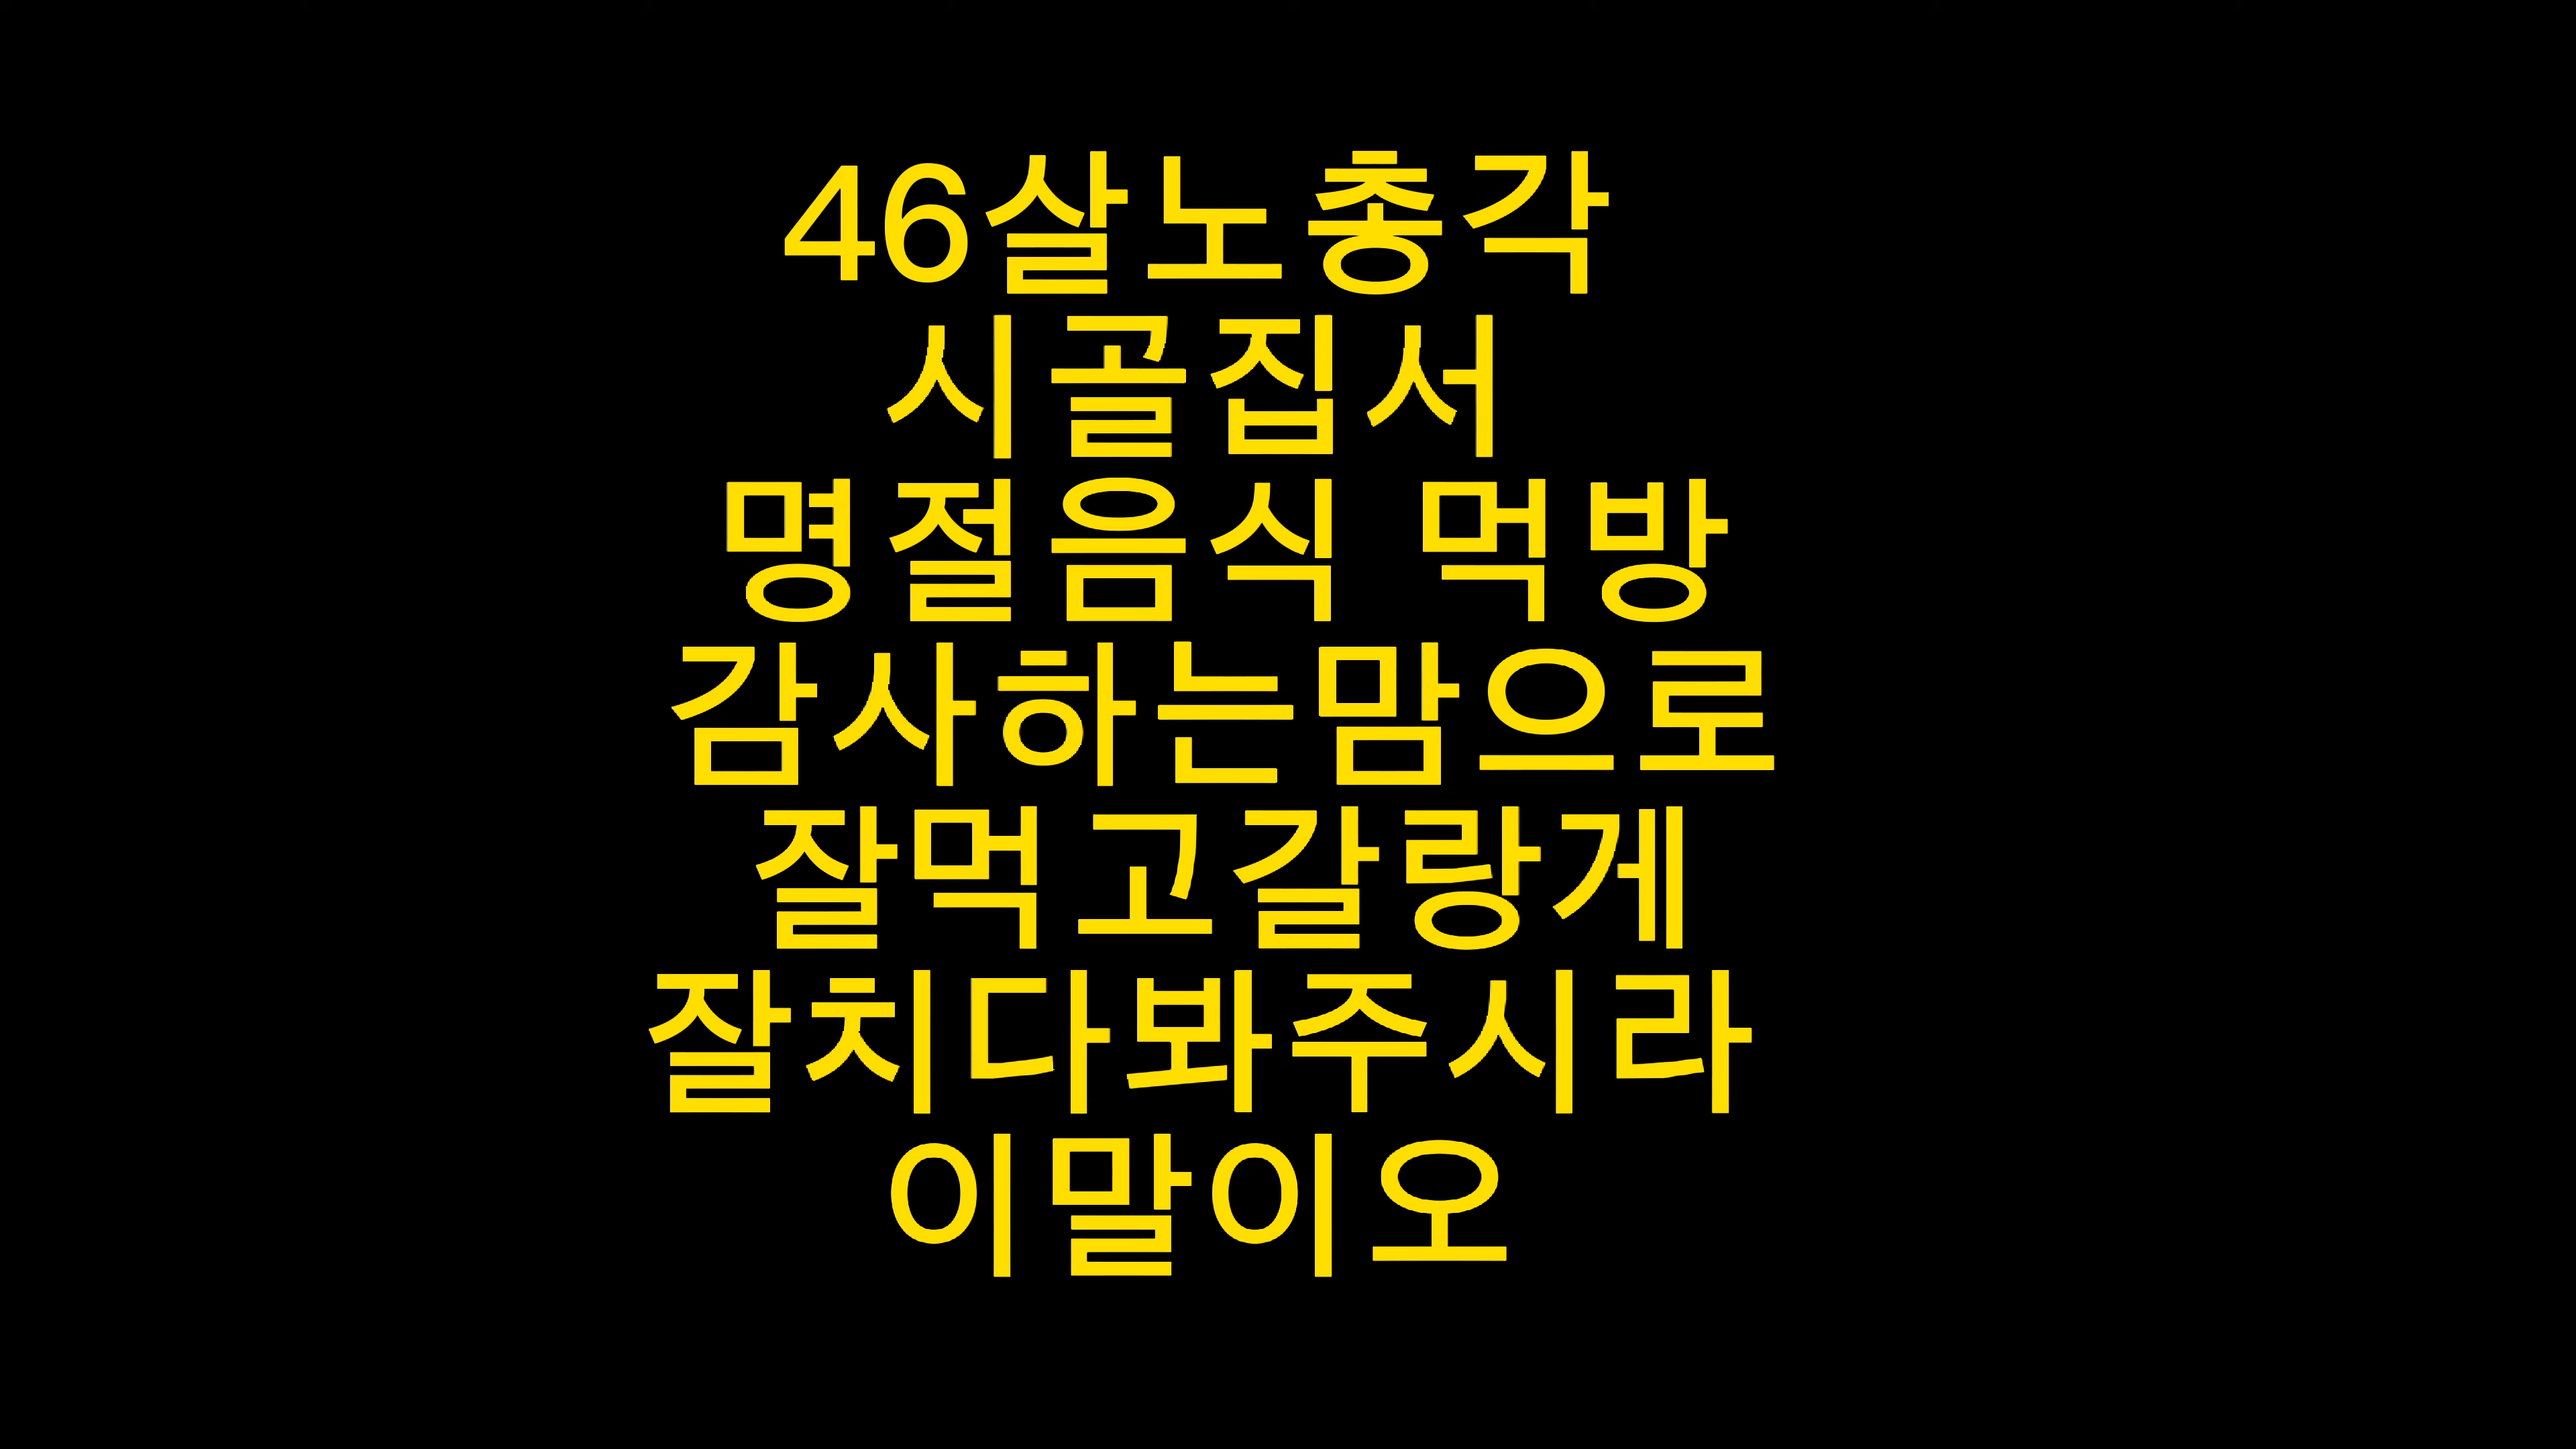 46살노총각
시골집서
명절음식 먹방
감사하는맘으로
잘먹고갈랑게
잘치다봐주시라
이말이오